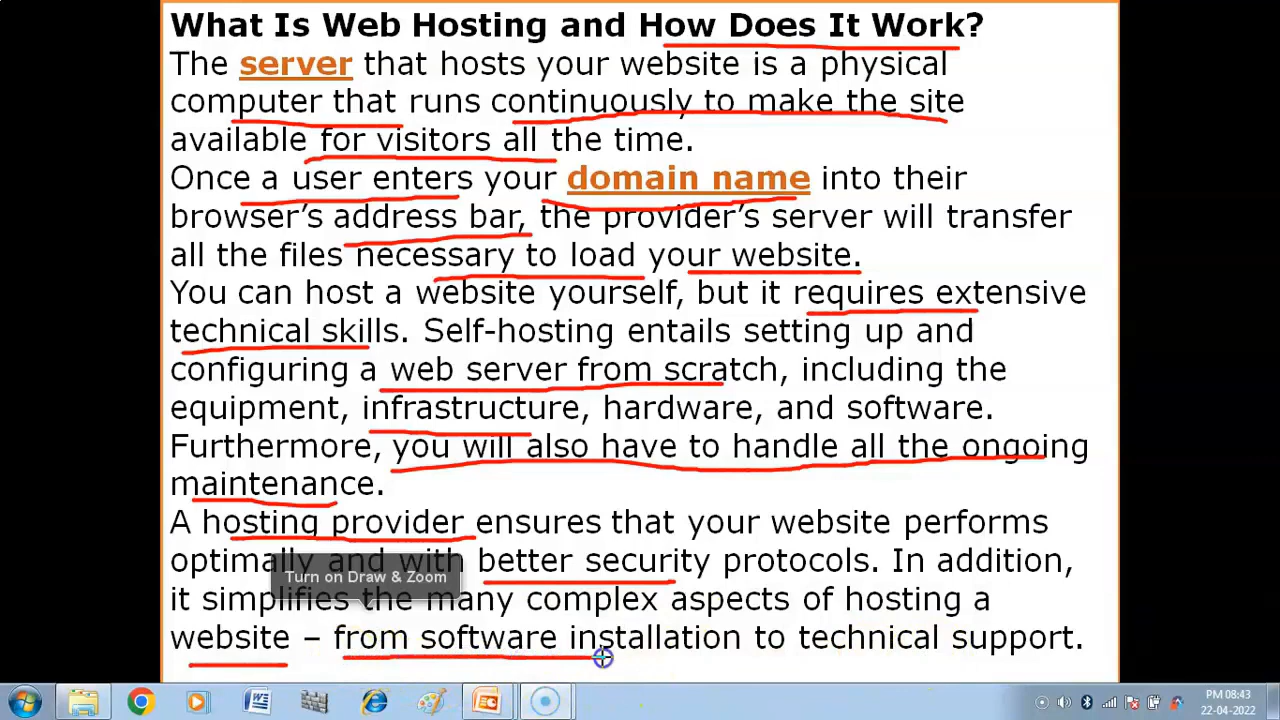 What Is Web Hosting and How Does It Work?
The server that hosts your website is a physical
computer that runs continuously to make the site
available for visitors all the time.
Once a user enters your domain name into their
browser’s address bar, the provider’s server will transfer
all the files necessary to load your website.
You can host a website yourself, but it requires extensive
technical skills. Self-hosting entails setting up and
configuring a web server from scratch, including the
equipment, infrastructure, hardware, and software.
Furthermore, you will also have to handle all the ongoing
maintenance.
A hosting provider ensures that your website performs
optimally and with better security protocols. In addition,
Turn on Draw & Zoom
it simplifies the many complex aspects of hosting a
website – from software installation to technical support.
PM 08:43
22-04-2022